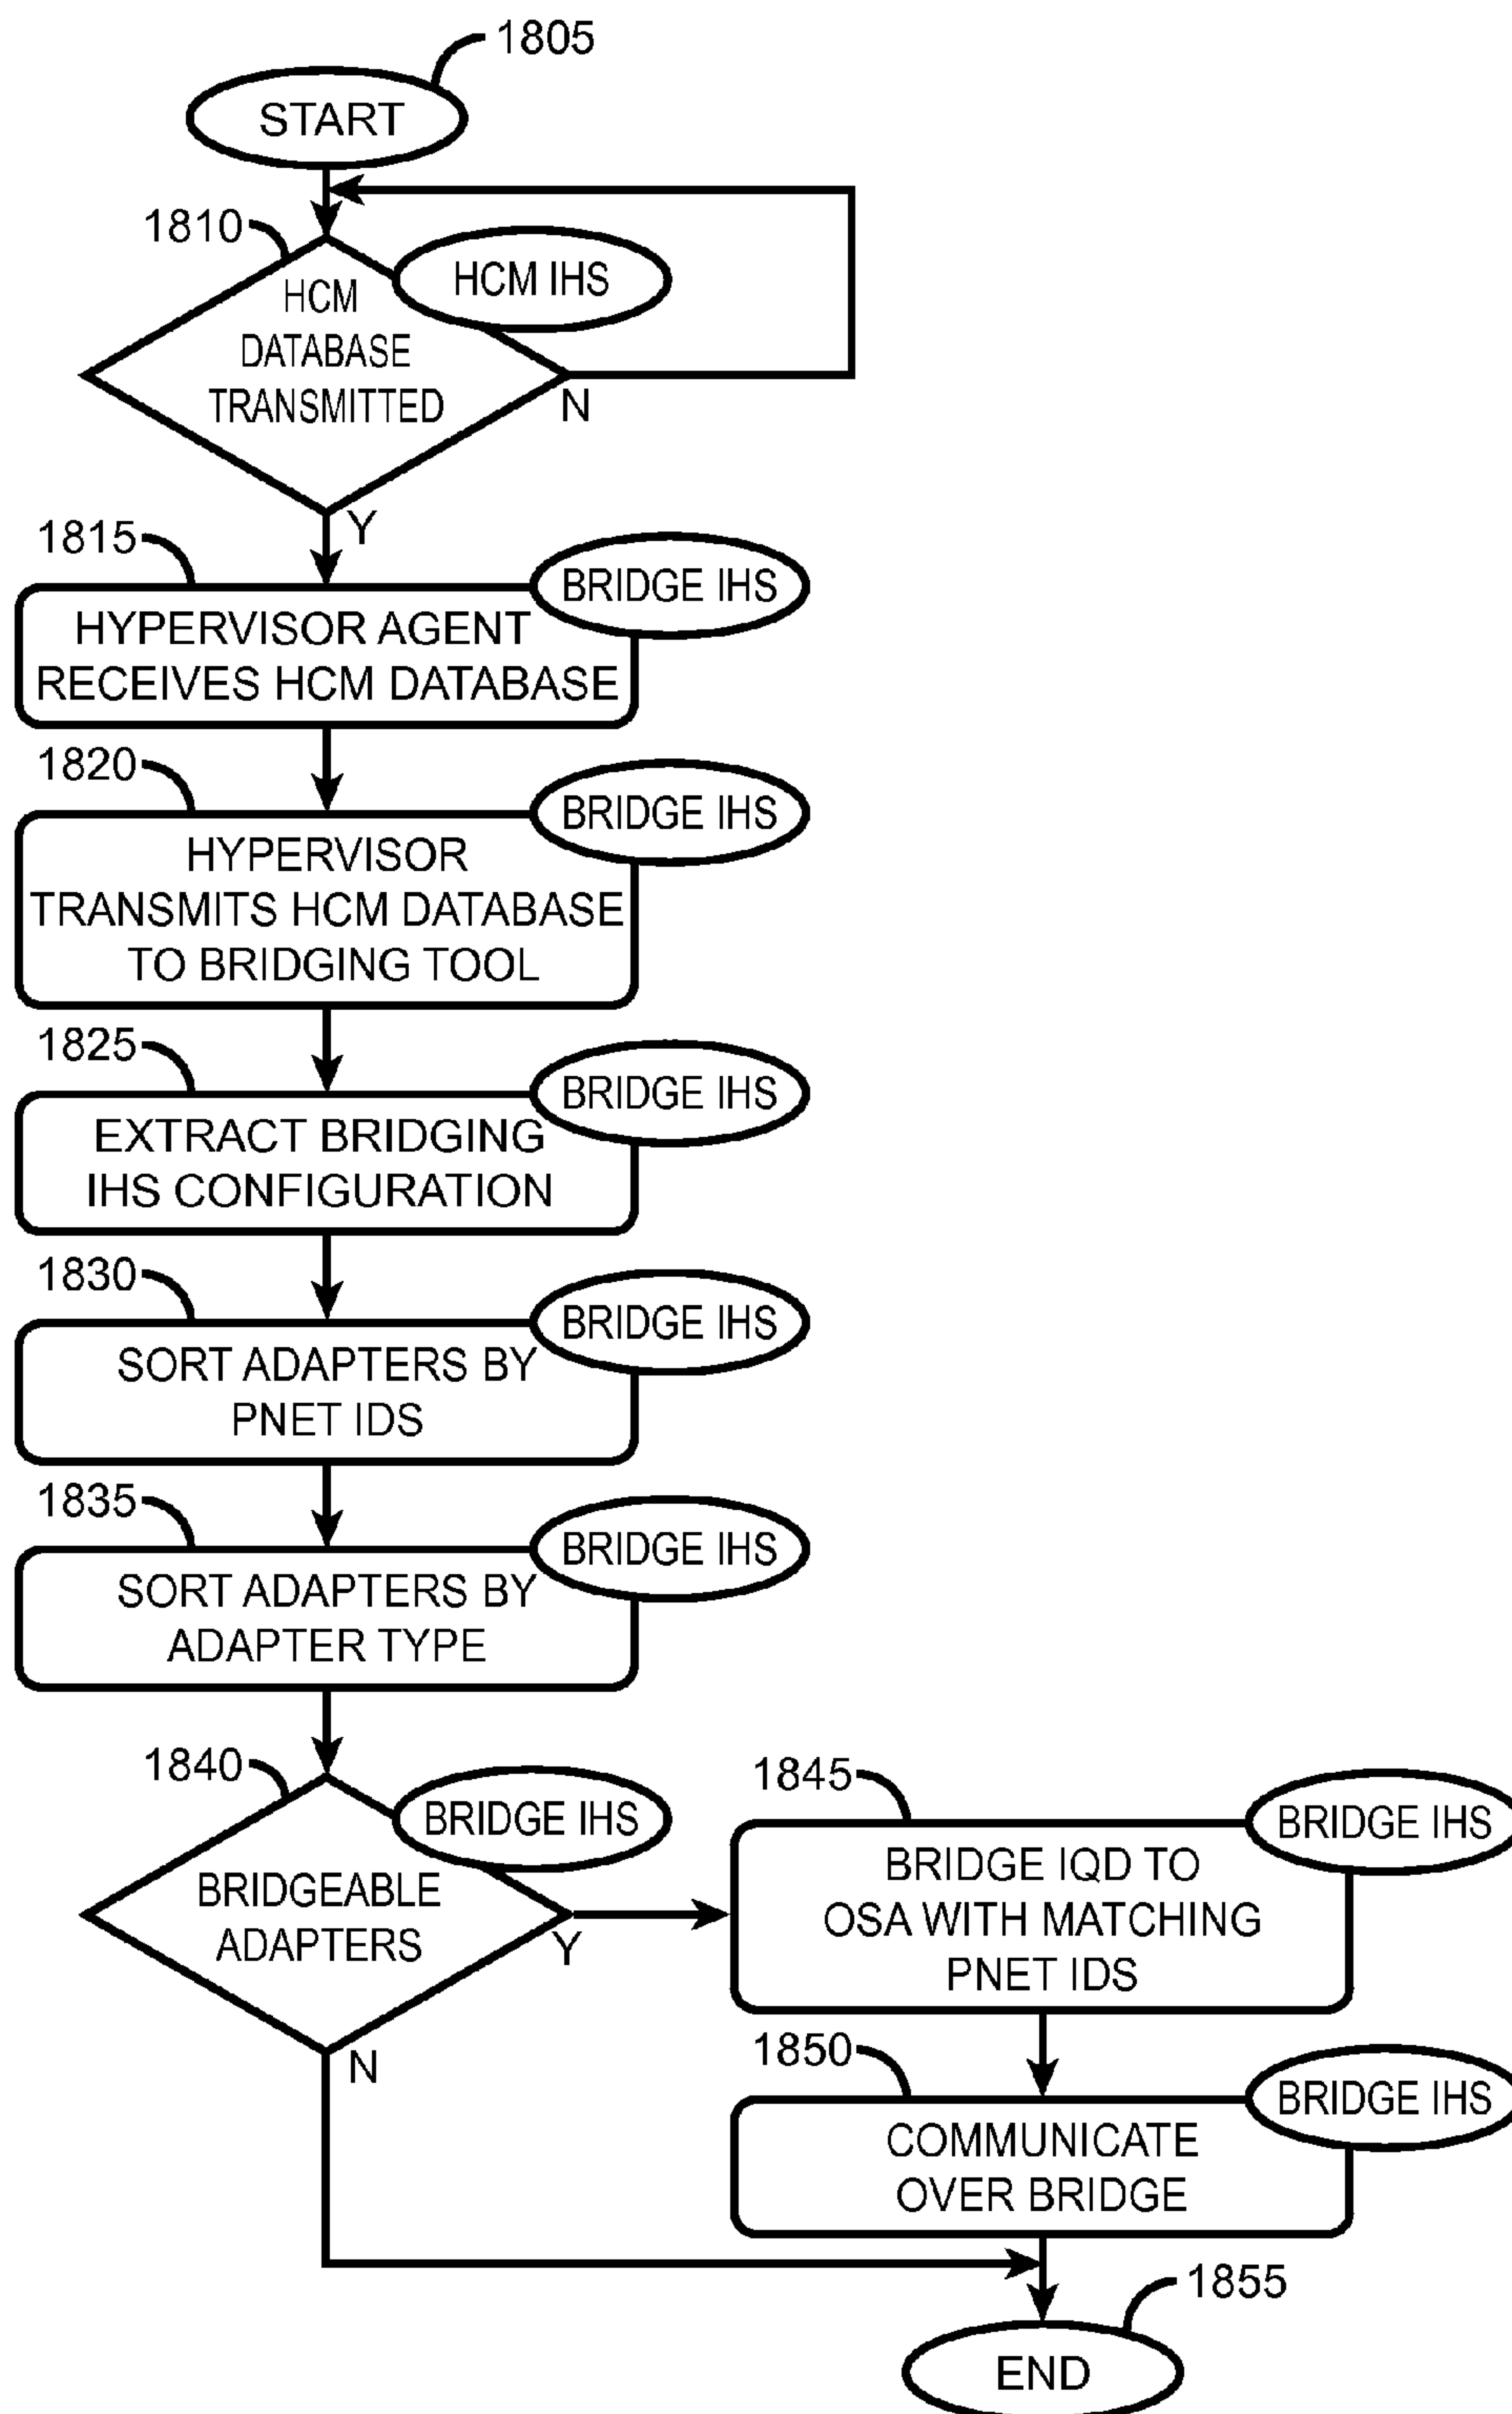 1805
START
1810
HCM IHS
HCM
DATABASE
TRANSMITTED
N
Y
1815
BRIDGE IHS
HYPERVISOR AGENT
RECEIVES HCM DATABASE
1820
BRIDGE IHS
HYPERVISOR
TRANSMITS HCM DATABASE
TO BRIDGING TOOL
1825
BRIDGE IHS
EXTRACT BRIDGING
IHS CONFIGURATION
1830
BRIDGE IHS
SORT ADAPTERS BY
PNET IDS
1835
BRIDGE IHS
SORT ADAPTERS BY
ADAPTER TYPE
1840
BRIDGE IHS
BRIDGEABLE
ADAPTERS
Y
N
1845
BRIDGE IHS
BRIDGE IQD TO
OSA WITH MATCHING
PNET IDS
1850
BRIDGE IHS
COMMUNICATE
OVER BRIDGE
1855
END